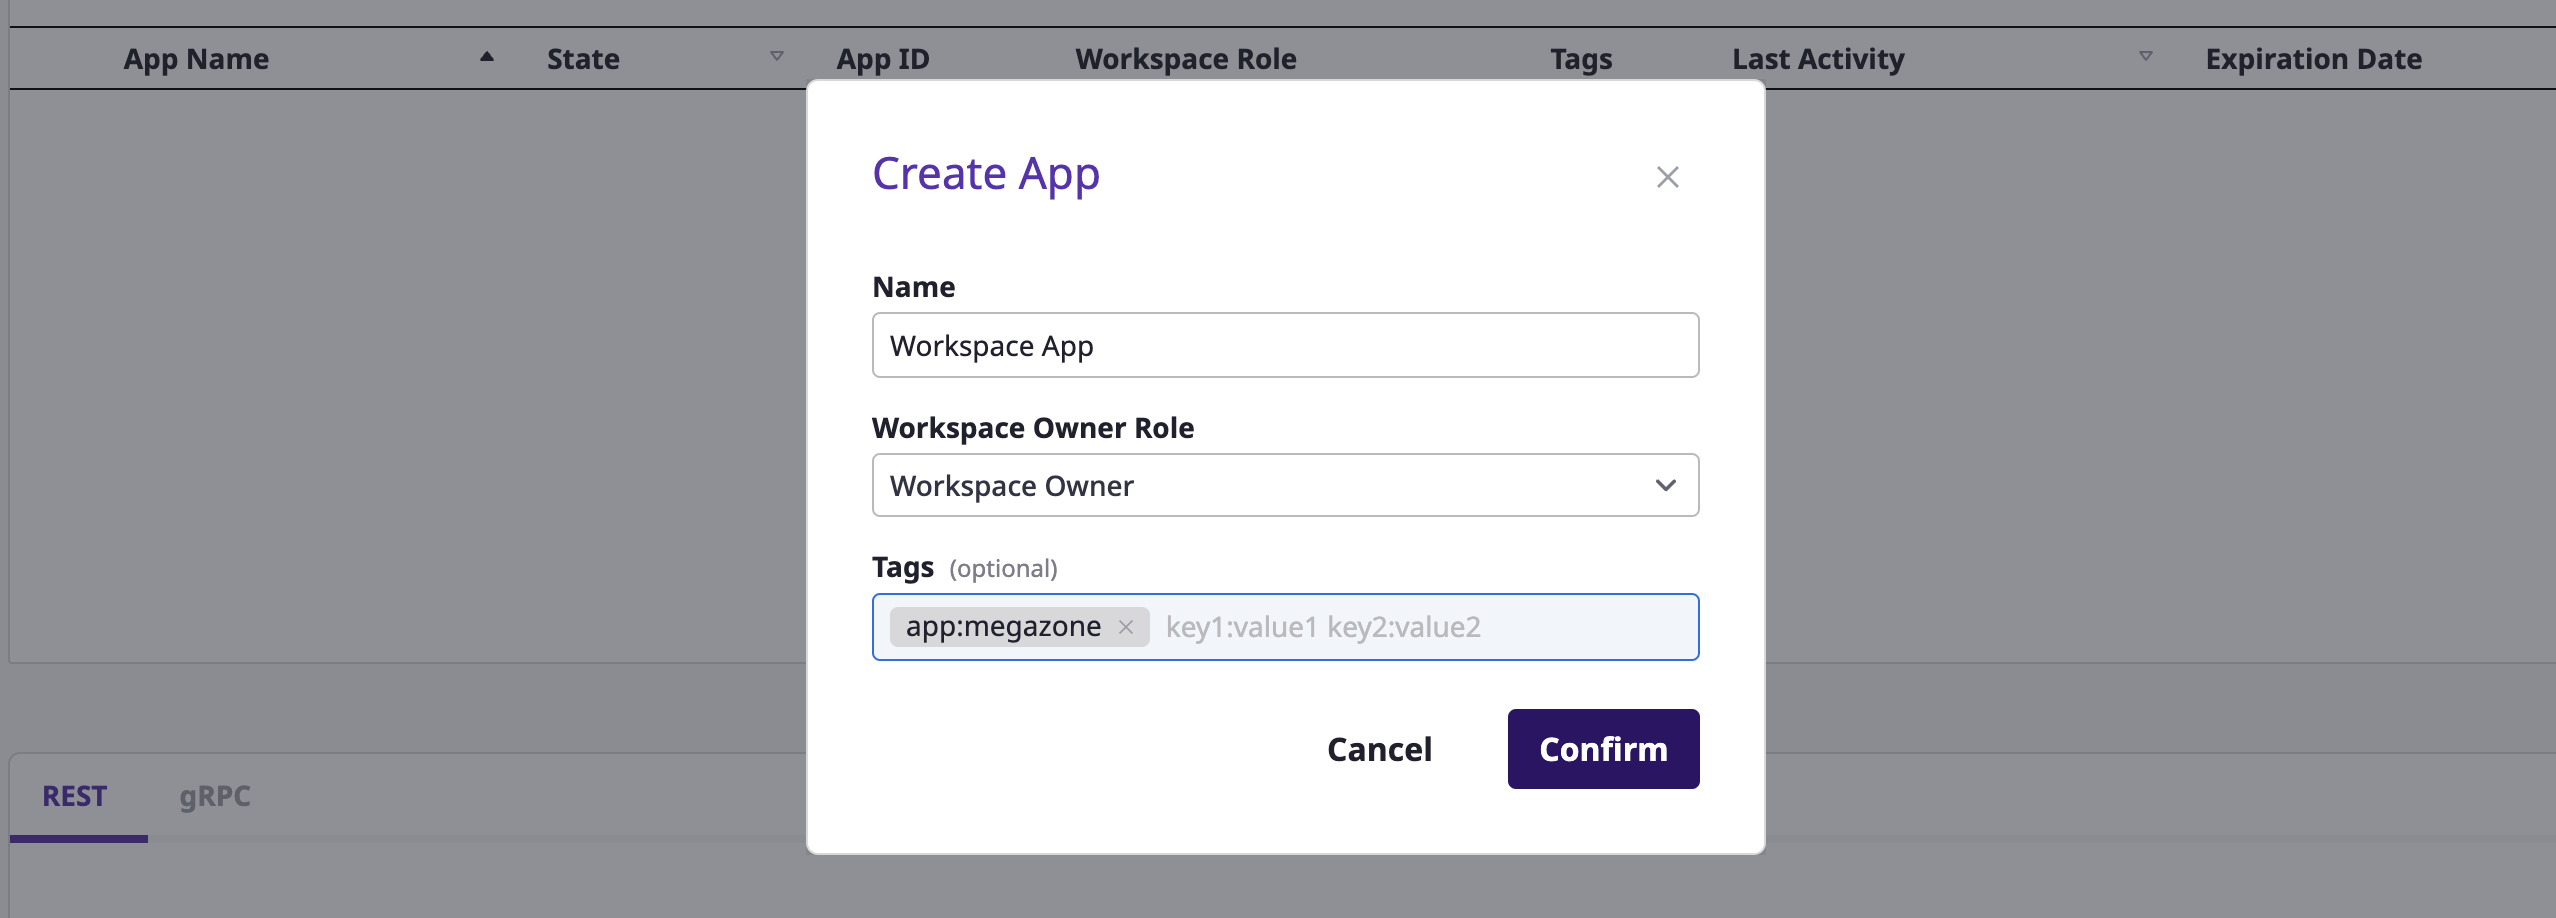 App Name State App ID Workspace Role Tags Last Activity Expiration Date
Create App
Name
Workspace App
Workspace Owner Role
Workspace Owner
Tags (optional)
app:megazone key1:value1 key2:value2
Cancel Confirm
REST gRPC